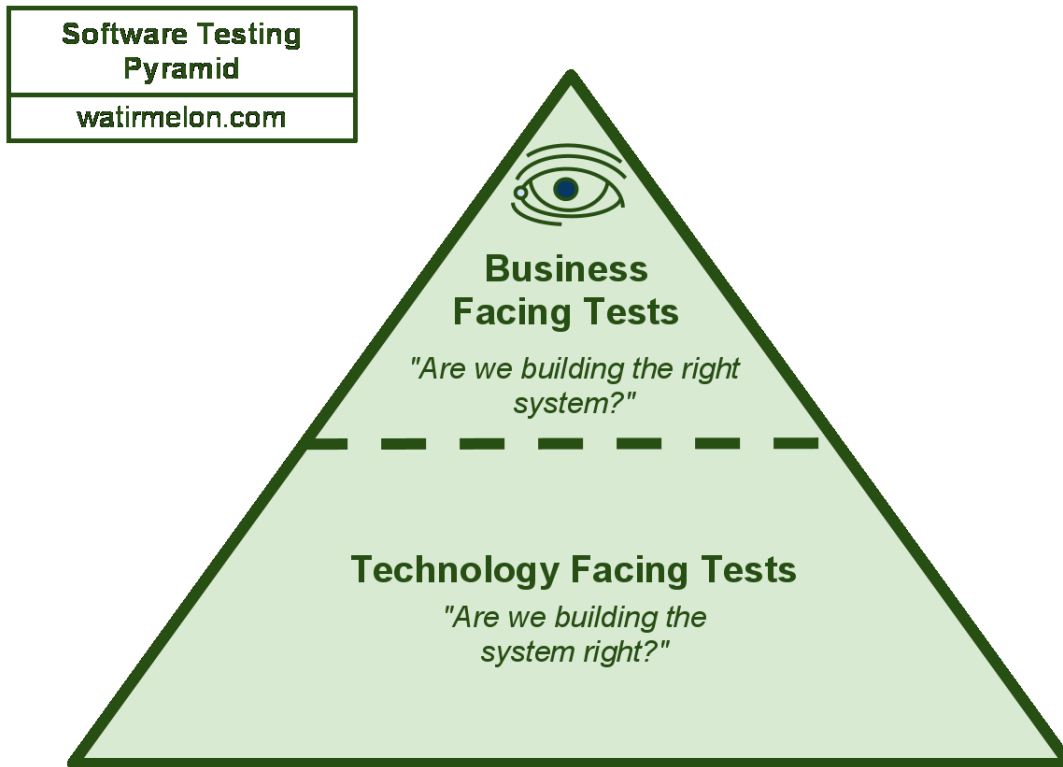 Software Testing
Pyramid
watirmelon.com
Business
Facing Tests
"Are we building the right
system?"
Technology Facing Tests
"Are we building the
system right?"